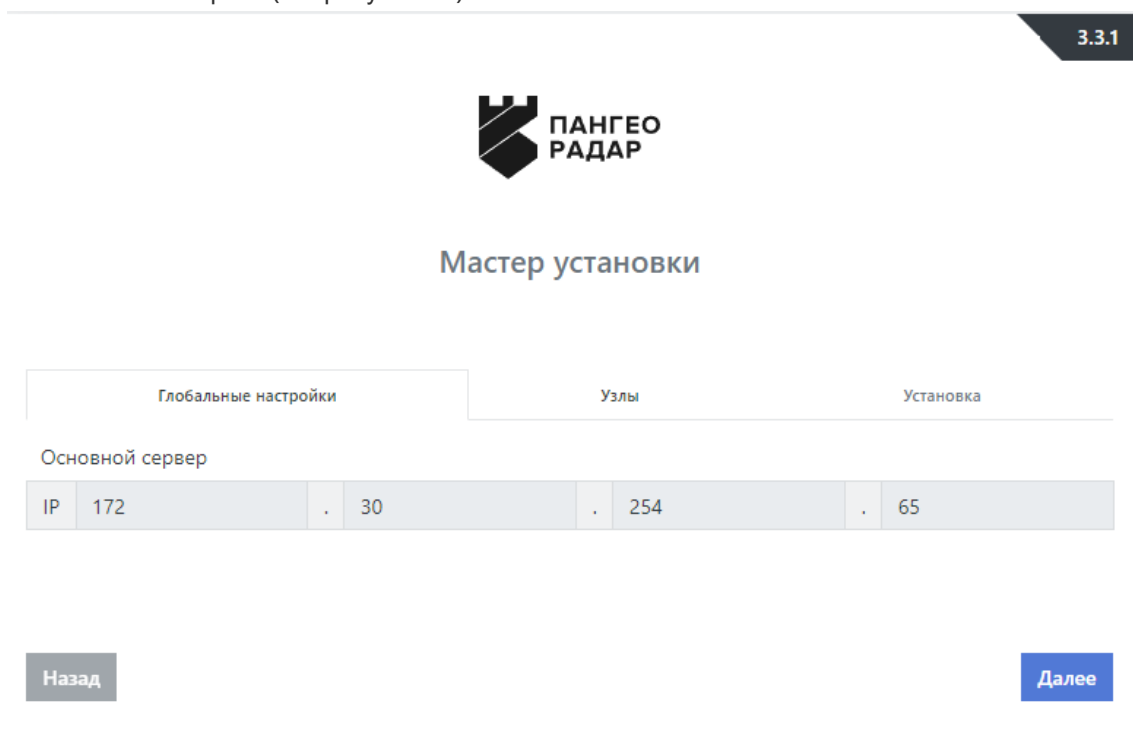 3.3.1
ПАНГЕО
РАДАР
Мастер установки
Глобальные настройки Узлы Установка
Основной сервер
IP 172 . 30 . 254 . 65
Назад Далее